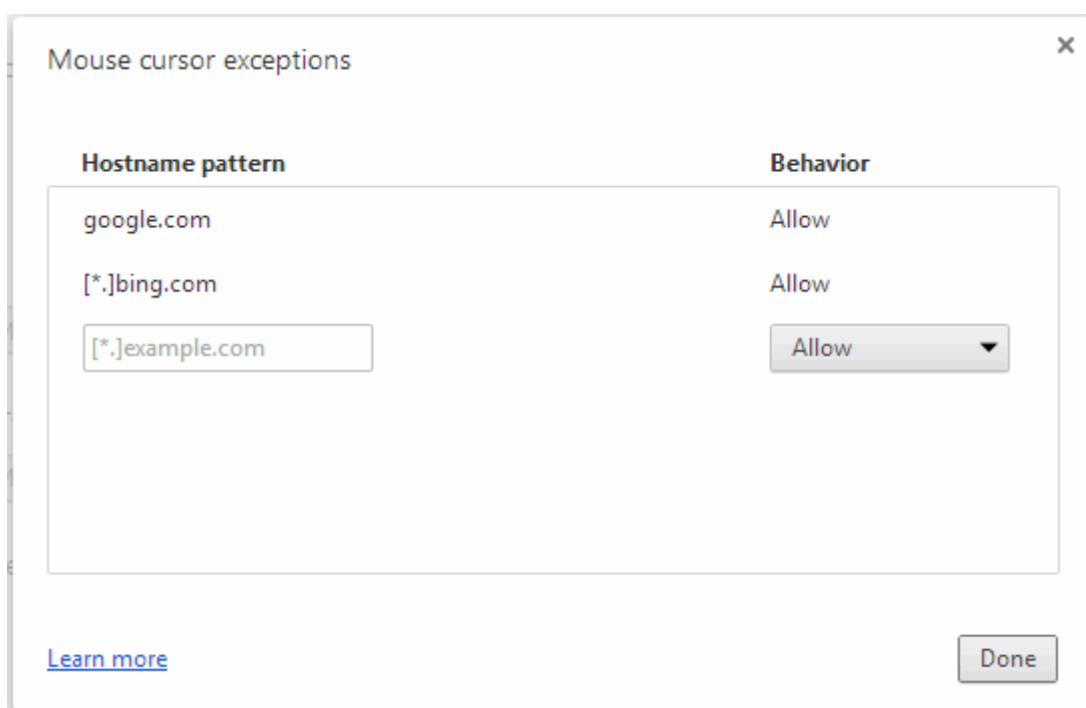 Mouse cursor exceptions
Hostname pattern Behavior
google.com Allow
[*.]bing.com Allow
[*.]example.com Allow
Learn more Done